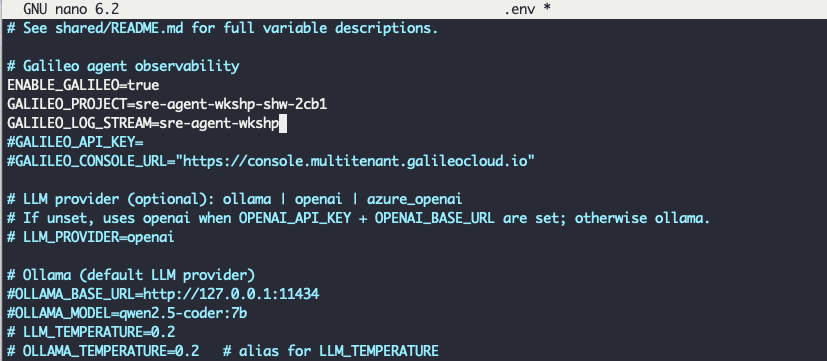 GNU nano 6.2 .env *
# See shared/README.md for full variable descriptions.
# Galileo agent observability
ENABLE_GALILEO=true
GALILEO_PROJECT=sre-agent-wkshp-shw-2cb1
GALILEO_LOG_STREAM=sre-agent-wkshp
#GALILEO_API_KEY=
#GALILEO_CONSOLE_URL="https://console.multitenant.galileocloud.io"
# LLM provider (optional): ollama | openai | azure_openai
# If unset, uses openai when OPENAI_API_KEY + OPENAI_BASE_URL are set; otherwise ollama.
# LLM_PROVIDER=openai
# Ollama (default LLM provider)
#OLLAMA_BASE_URL=http://127.0.0.1:11434
#OLLAMA_MODEL=qwen2.5-coder:7b
# LLM_TEMPERATURE=0.2
# OLLAMA_TEMPERATURE=0.2   # alias for LLM_TEMPERATURE